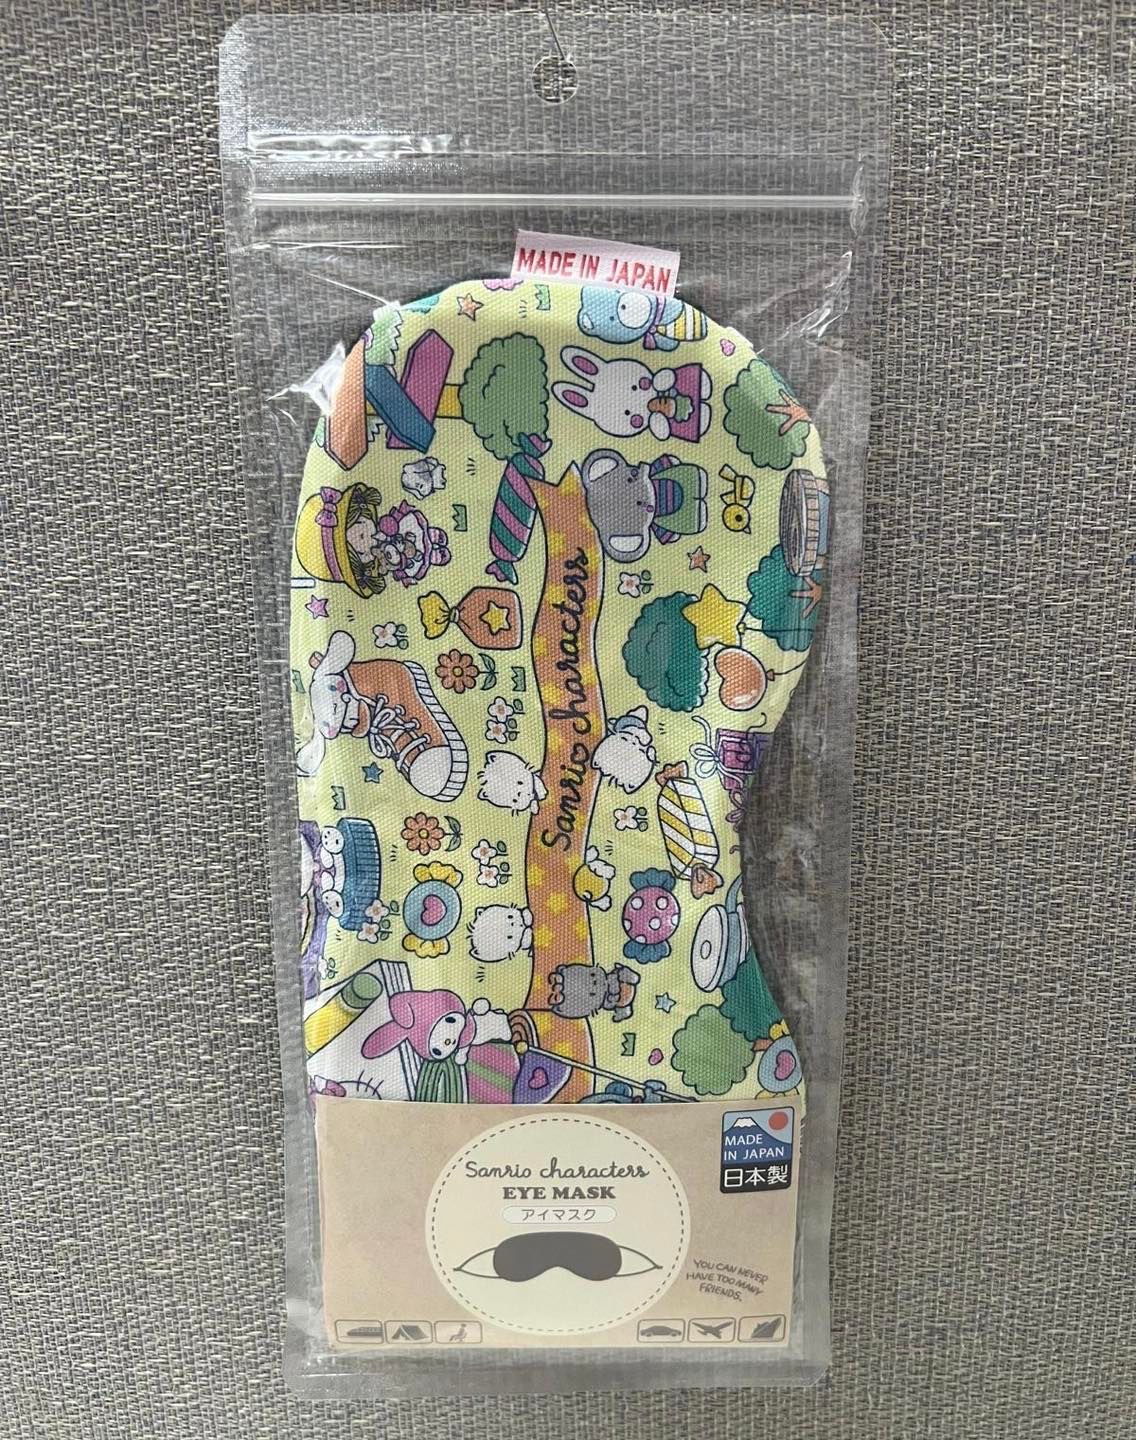 MADE IN JAPAN
Sanrio characters
Sanrio characters
EYE MASK
アイマスク
MADE
IN JAPAN
日本製
YOU CAN NEVER
HAVE TOO MANY
FRIENDS.